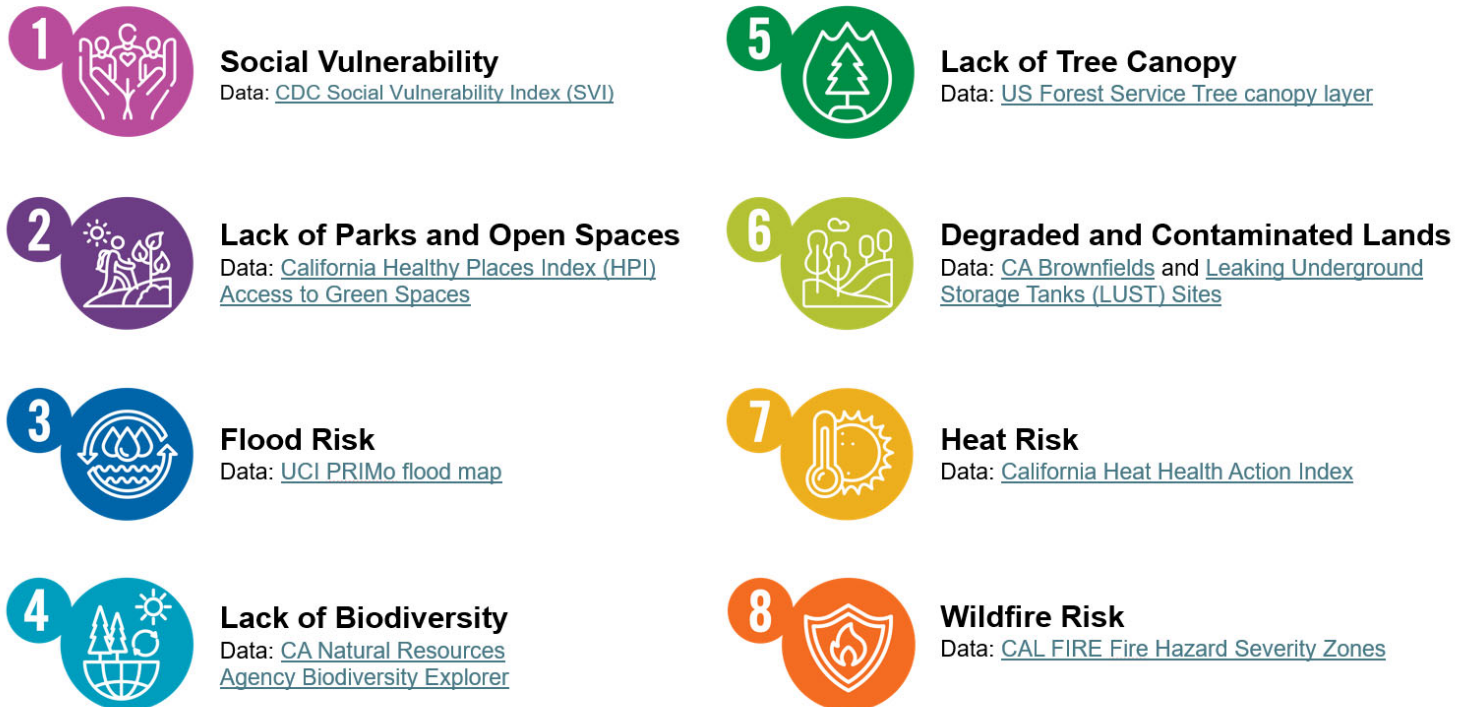 1
Social Vulnerability
Data: CDC Social Vulnerability Index (SVI)
2
Lack of Parks and Open Spaces
Data: California Healthy Places Index (HPI)
Access to Green Spaces
3
Flood Risk
Data: UCI PRIMo flood map
4
Lack of Biodiversity
Data: CA Natural Resources
Agency Biodiversity Explorer
5
Lack of Tree Canopy
Data: US Forest Service Tree canopy layer
6
Degraded and Contaminated Lands
Data: CA Brownfields and Leaking Underground
Storage Tanks (LUST) Sites
7
Heat Risk
Data: California Heat Health Action Index
8
Wildfire Risk
Data: CAL FIRE Fire Hazard Severity Zones